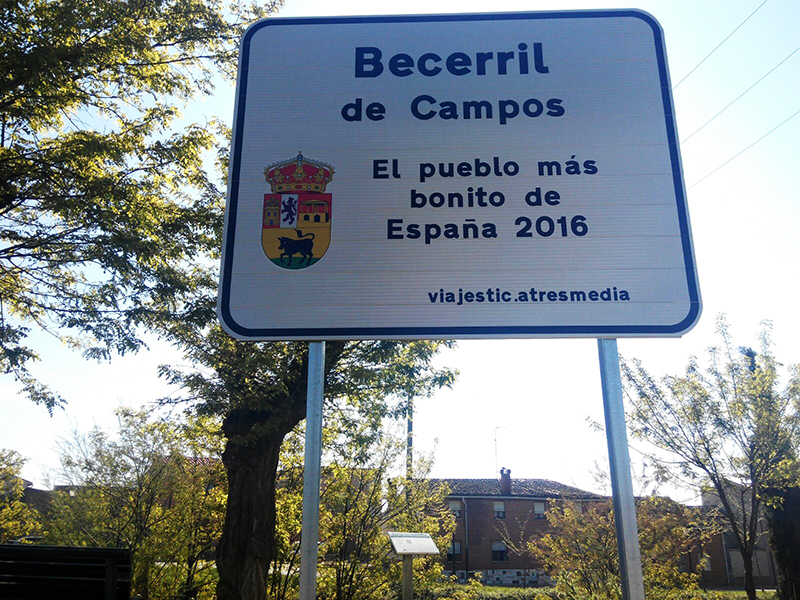 Becerril
de Campos
El pueblo más
bonito de
España 2016
viajestic.atresmedia